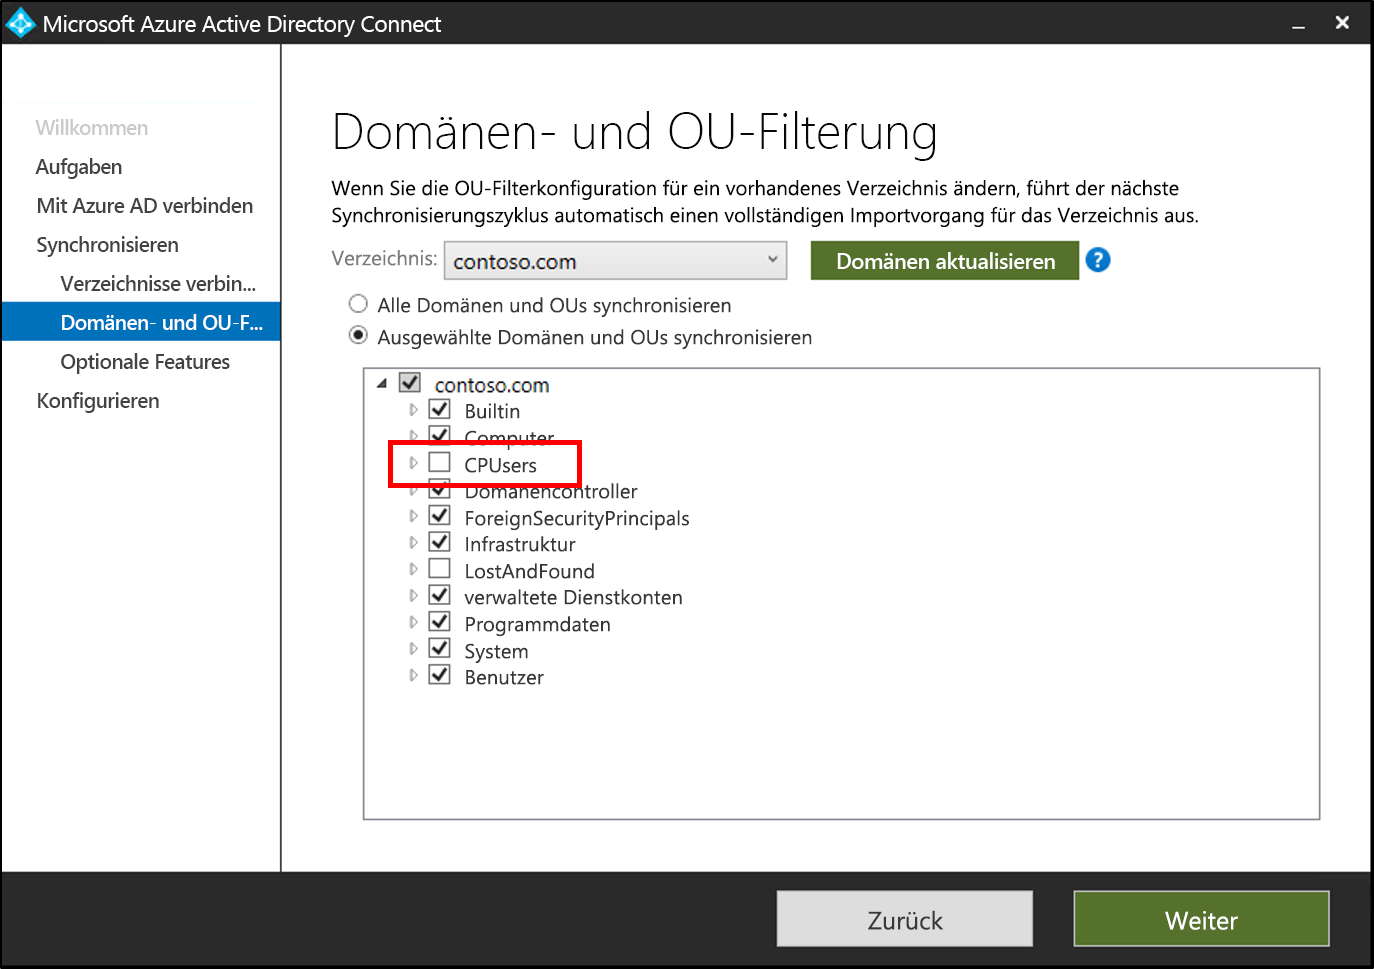 Microsoft Azure Active Directory Connect
Willkommen
Aufgaben
Mit Azure AD verbinden
Synchronisieren
Verzeichnisse verbin...
Domänen- und OU-F...
Optionale Features
Konfigurieren
Domänen- und OU-Filterung
Wenn Sie die OU-Filterkonfiguration für ein vorhandenes Verzeichnis ändern, führt der nächste
Synchronisierungszyklus automatisch einen vollständigen Importvorgang für das Verzeichnis aus.
Verzeichnis: contoso.com Domänen aktualisieren ?
Alle Domänen und OUs synchronisieren
Ausgewählte Domänen und OUs synchronisieren
contoso.com
Builtin
Computer
CPUsers
Domänencontroller
ForeignSecurityPrincipals
Infrastruktur
LostAndFound
verwaltete Dienstkonten
Programmdaten
System
Benutzer
Zurück Weiter